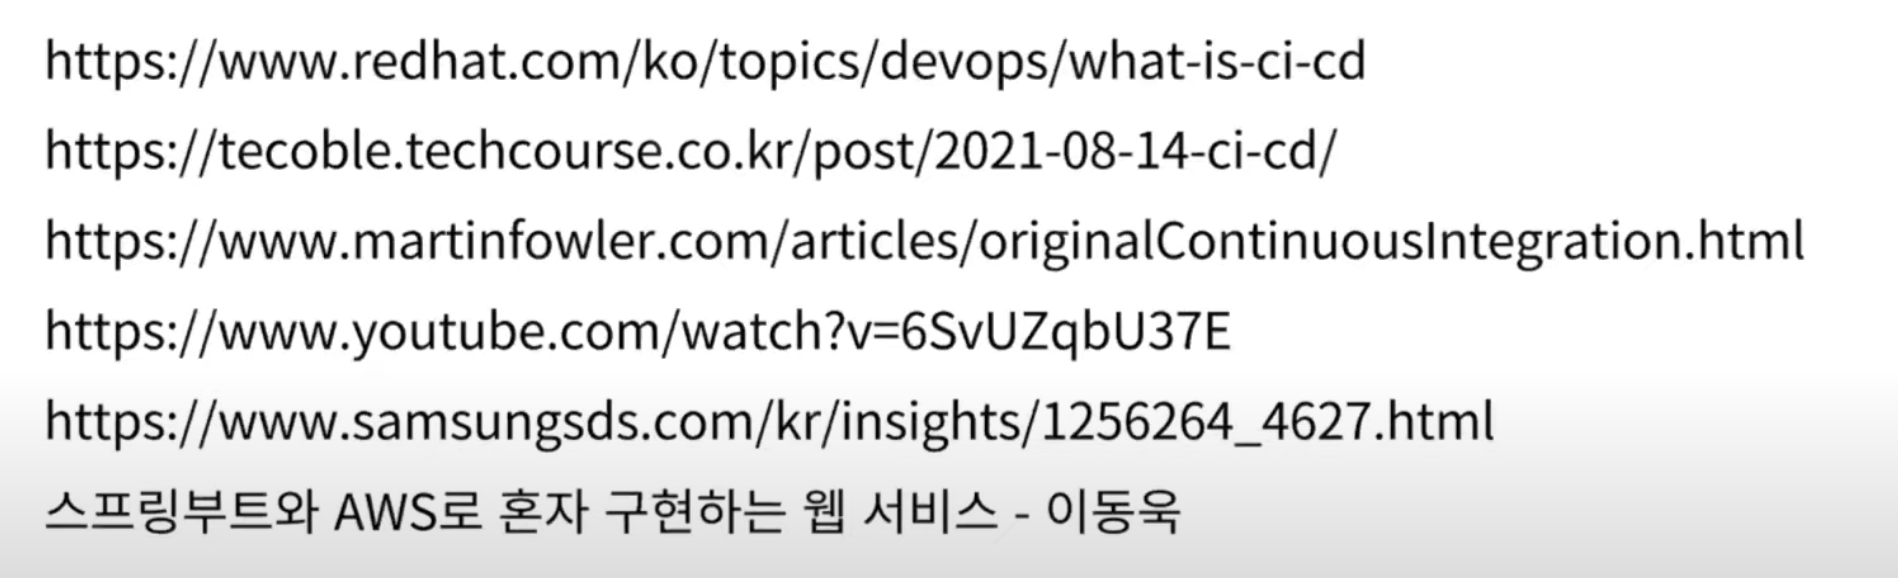 https://www.redhat.com/ko/topics/devops/what-is-ci-cd
https://tecoble.techcourse.co.kr/post/2021-08-14-ci-cd/
https://www.martinfowler.com/articles/originalContinuousIntegration.html
https://www.youtube.com/watch?v=6SvUZqbU37E
https://www.samsungsds.com/kr/insights/1256264_4627.html
스프링부트와 AWS로 혼자 구현하는 웹 서비스 - 이동욱